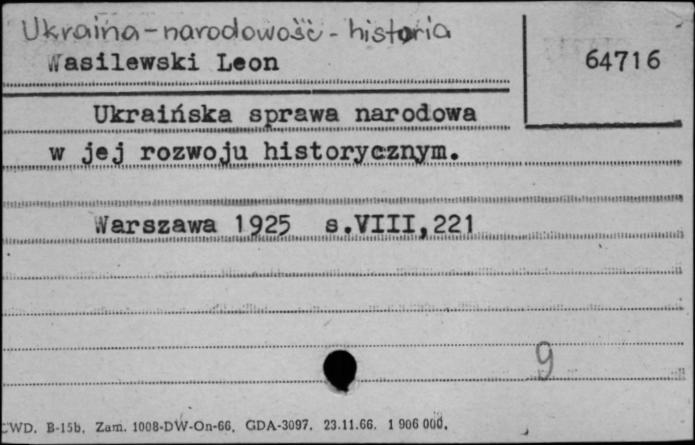 Ukraina - narodowość - historia
Wasilewski Leon
64716
Ukraińska sprawa narodowa
w jej rozwoju historycznym.
Warszawa 1925 s.VIII,221
9
CWD. B-15b. Zam. 1008-DW-On-66. GDA-3097. 23.11.66. 1 906 000.